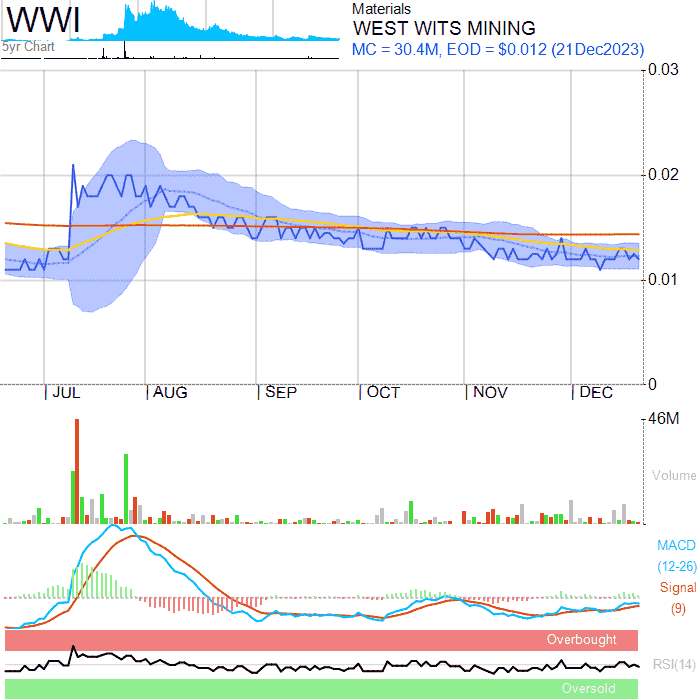 WWI
5yr Chart
Materials
WEST WITS MINING
MC = 30.4M, EOD = $0.012 (21Dec2023)
0.03
0.02
0.01
0
JUL AUG SEP OCT NOV DEC
46M
Volume
MACD
(12-26)
Signal
(9)
Overbought
RSI(14)
Oversold